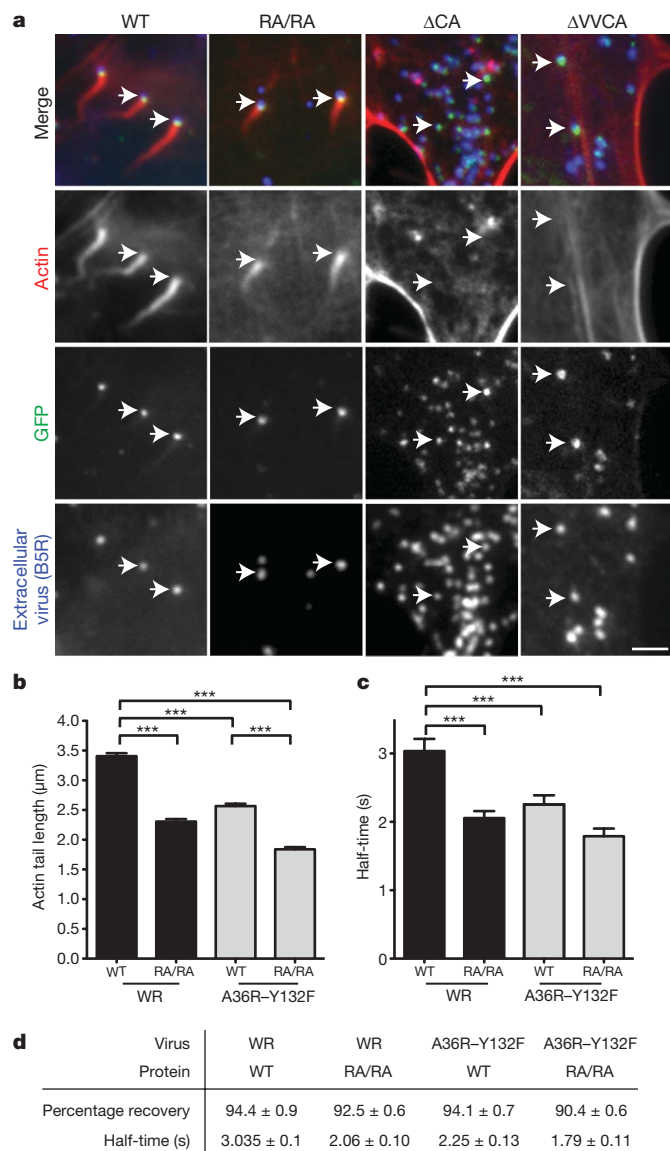 a
WT RA/RA ΔCA ΔVVCA
Merge
Actin
GFP
Extracellular
virus (B5R)
b
***
***
***
***
Actin tail length (µm)
4.0
3.5
3.0
2.5
2.0
1.5
1.0
0.5
0.0
WT RA/RA WT RA/RA
WR A36R–Y132F
c
***
***
***
Half-time (s)
3
2
1
0
WT RA/RA WT RA/RA
WR A36R–Y132F
d
Virus WR WR A36R–Y132F A36R–Y132F
Protein WT RA/RA WT RA/RA
Percentage recovery 94.4 ± 0.9 92.5 ± 0.6 94.1 ± 0.7 90.4 ± 0.6
Half-time (s) 3.035 ± 0.1 2.06 ± 0.10 2.25 ± 0.13 1.79 ± 0.11